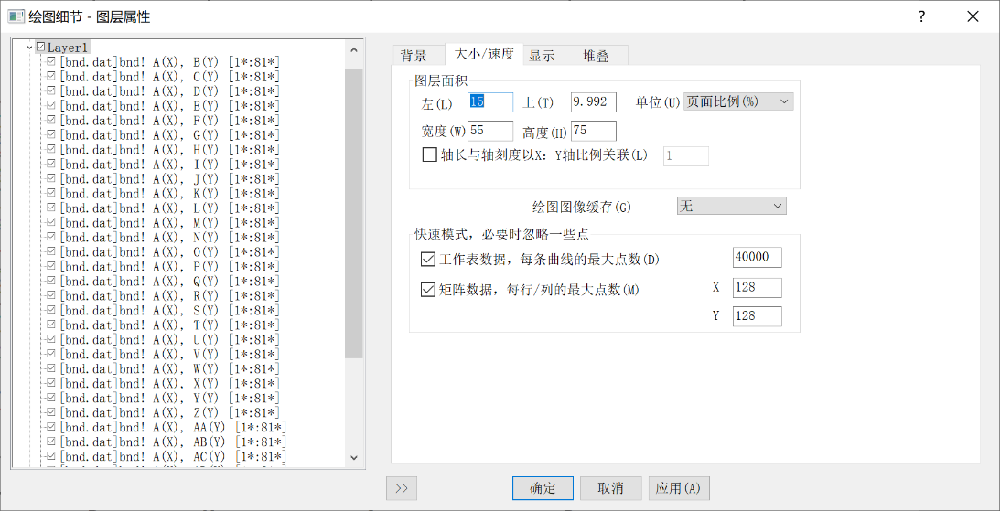 绘图细节 - 图层属性
?
Layer1
[bnd.dat]bnd! A(X), B(Y) [1*:81*]
[bnd.dat]bnd! A(X), C(Y) [1*:81*]
[bnd.dat]bnd! A(X), D(Y) [1*:81*]
[bnd.dat]bnd! A(X), E(Y) [1*:81*]
[bnd.dat]bnd! A(X), F(Y) [1*:81*]
[bnd.dat]bnd! A(X), G(Y) [1*:81*]
[bnd.dat]bnd! A(X), H(Y) [1*:81*]
[bnd.dat]bnd! A(X), I(Y) [1*:81*]
[bnd.dat]bnd! A(X), J(Y) [1*:81*]
[bnd.dat]bnd! A(X), K(Y) [1*:81*]
[bnd.dat]bnd! A(X), L(Y) [1*:81*]
[bnd.dat]bnd! A(X), M(Y) [1*:81*]
[bnd.dat]bnd! A(X), N(Y) [1*:81*]
[bnd.dat]bnd! A(X), O(Y) [1*:81*]
[bnd.dat]bnd! A(X), P(Y) [1*:81*]
[bnd.dat]bnd! A(X), Q(Y) [1*:81*]
[bnd.dat]bnd! A(X), R(Y) [1*:81*]
[bnd.dat]bnd! A(X), S(Y) [1*:81*]
[bnd.dat]bnd! A(X), T(Y) [1*:81*]
[bnd.dat]bnd! A(X), U(Y) [1*:81*]
[bnd.dat]bnd! A(X), V(Y) [1*:81*]
[bnd.dat]bnd! A(X), W(Y) [1*:81*]
[bnd.dat]bnd! A(X), X(Y) [1*:81*]
[bnd.dat]bnd! A(X), Y(Y) [1*:81*]
[bnd.dat]bnd! A(X), Z(Y) [1*:81*]
[bnd.dat]bnd! A(X), AA(Y) [1*:81*]
[bnd.dat]bnd! A(X), AB(Y) [1*:81*]
[bnd.dat]bnd! A(X), AC(Y) [1*:81*]
背景 大小/速度 显示 堆叠
图层面积
左(L) 15 上(T) 9.992 单位(U) 页面比例(%)
宽度(W) 55 高度(H) 75
轴长与轴刻度以X: Y轴比例关联(L) 1
绘图图像缓存(G) 无
快速模式, 必要时忽略一些点
工作表数据, 每条曲线的最大点数(D) 40000
矩阵数据, 每行/列的最大点数(M) X 128
Y 128
>> 确定 取消 应用(A)